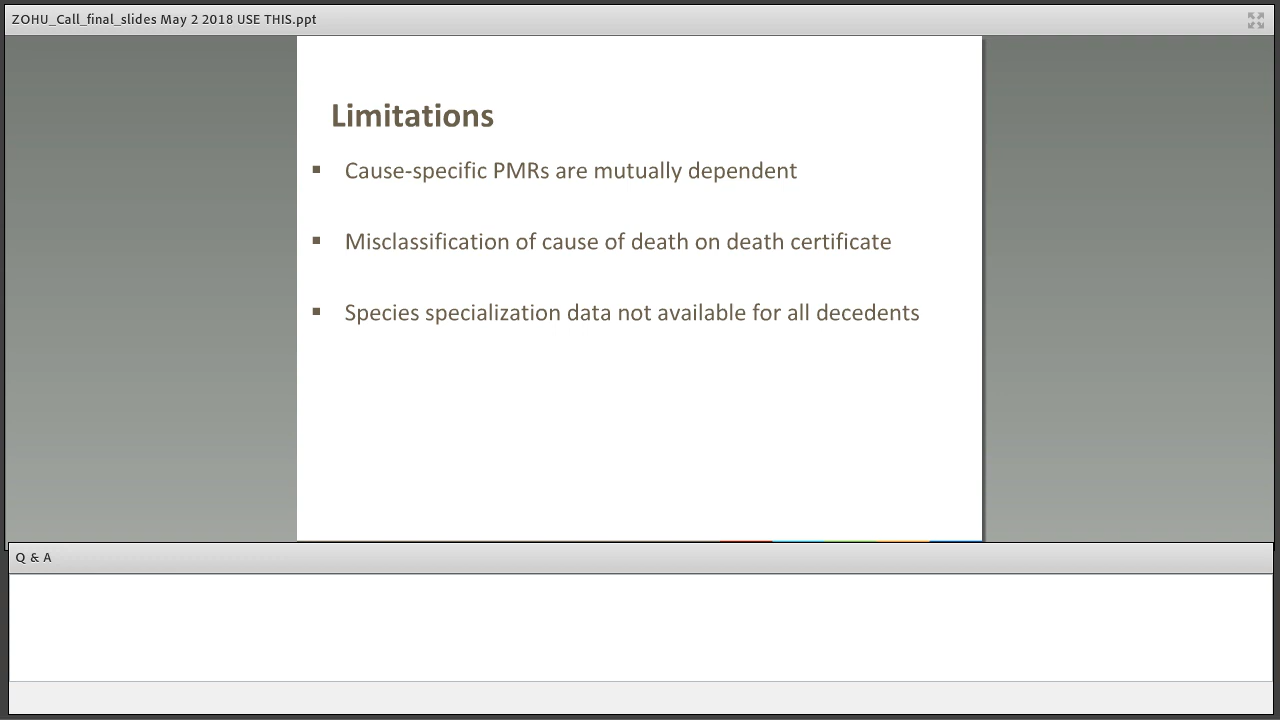 ZOHU_Call_final_slides May 2 2018 USE THIS.ppt
Limitations
▪ Cause-specific PMRs are mutually dependent
▪ Misclassification of cause of death on death certificate
▪ Species specialization data not available for all decedents
Q & A